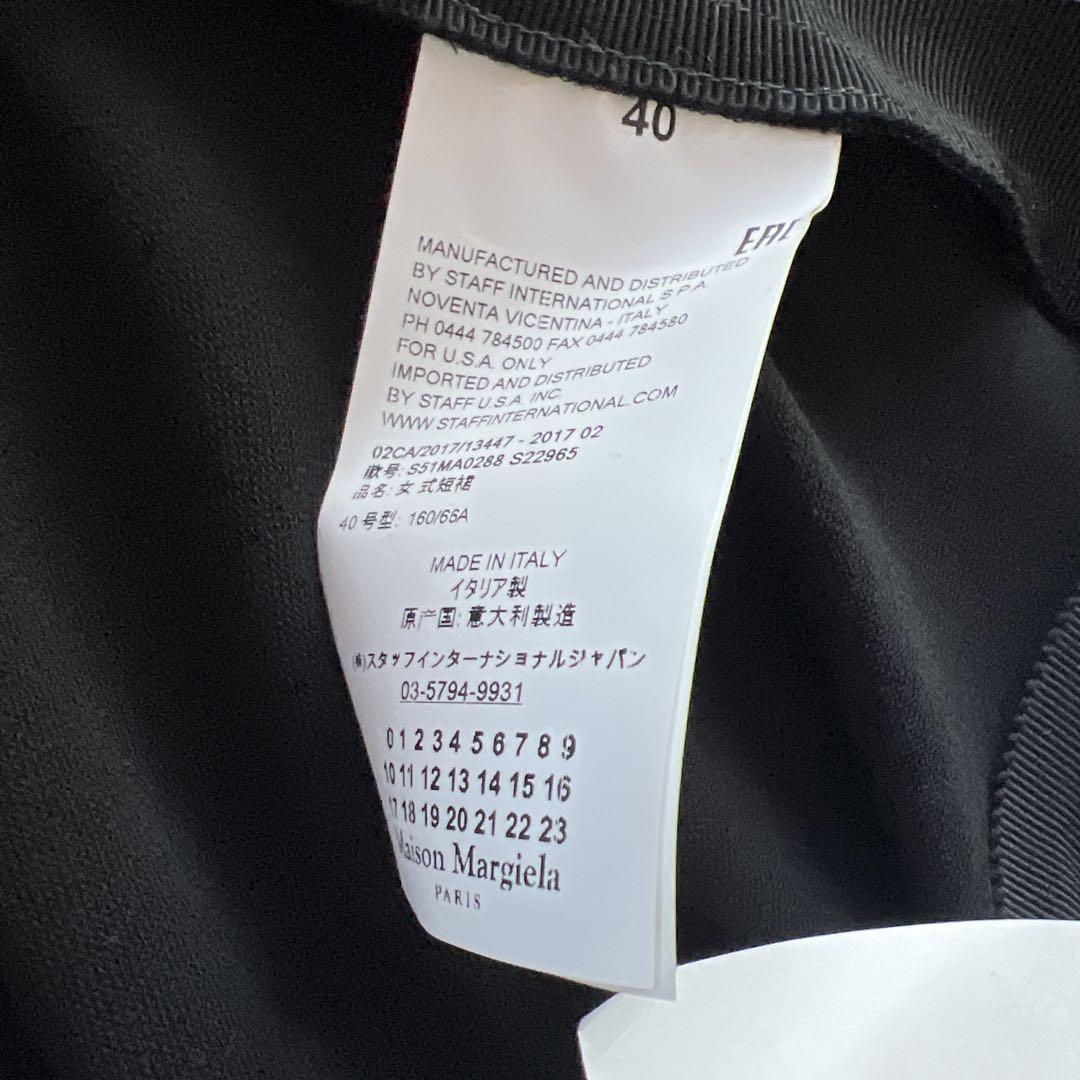 40
EAC
MANUFACTURED AND DISTRIBUTED
BY STAFF INTERNATIONAL S.P.A.
NOVENTA VICENTINA - ITALY
PH 0444 784500 FAX 0444 784580
FOR U.S.A. ONLY
IMPORTED AND DISTRIBUTED
BY STAFF U.S.A. INC.
WWW.STAFFINTERNATIONAL.COM
02CA/2017/13447 - 2017 02
款号: S51MA0288 S22965
品名: 女式短裙
40 号型: 160/66A
MADE IN ITALY
イタリア製
原产国: 意大利製造
(株)スタッフインターナショナルジャパン
03-5794-9931
0 1 2 3 4 5 6 7 8 9
10 11 12 13 14 15 16
17 18 19 20 21 22 23
Maison Margiela
PARIS